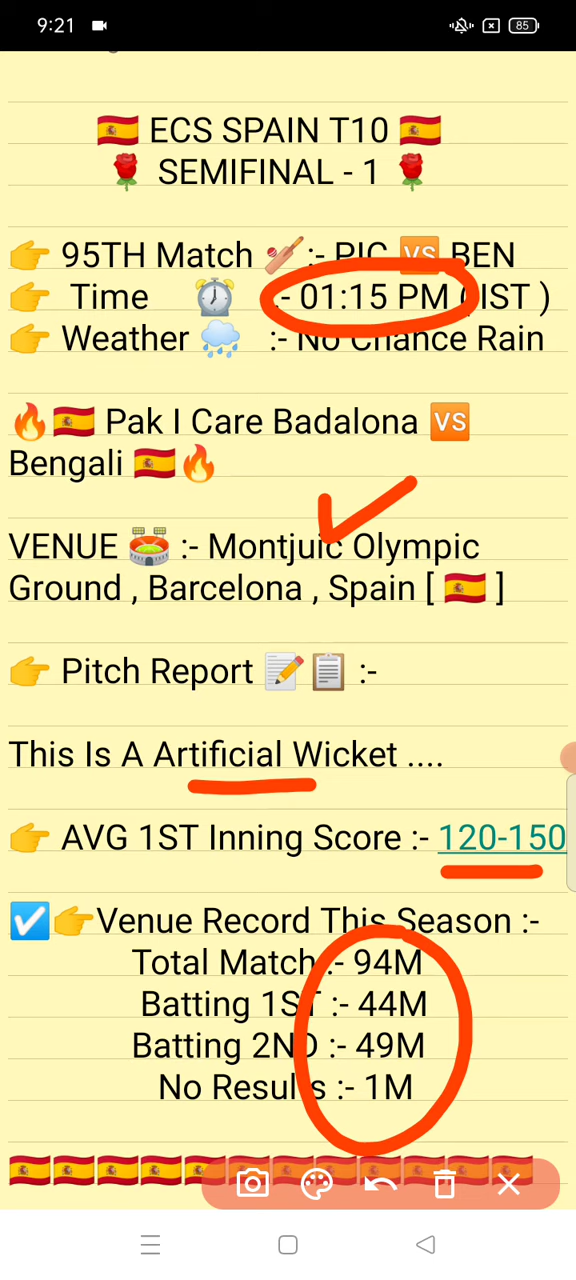 9:21
85
🇪🇸 ECS SPAIN T10 🇪🇸
🌹 SEMIFINAL - 1 🌹
👉 95TH Match 🏏 :- PIC 🆚 BEN
👉 Time ⏰ :- 01:15 PM ( IST )
👉 Weather 🌧️ :- No Chance Rain
🔥🇪🇸 Pak I Care Badalona 🆚
Bengali 🇪🇸🔥
VENUE 🏟️ :- Montjuic Olympic
Ground , Barcelona , Spain [ 🇪🇸 ]
👉 Pitch Report 📝📋 :-
This Is A Artificial Wicket ....
👉 AVG 1ST Inning Score :- 120-150
☑️👉Venue Record This Season :-
Total Match :- 94M
Batting 1ST :- 44M
Batting 2ND :- 49M
No Results :- 1M
🇪🇸🇪🇸🇪🇸🇪🇸🇪🇸🇪🇸🇪🇸🇪🇸🇪🇸🇪🇸🇪🇸🇪🇸